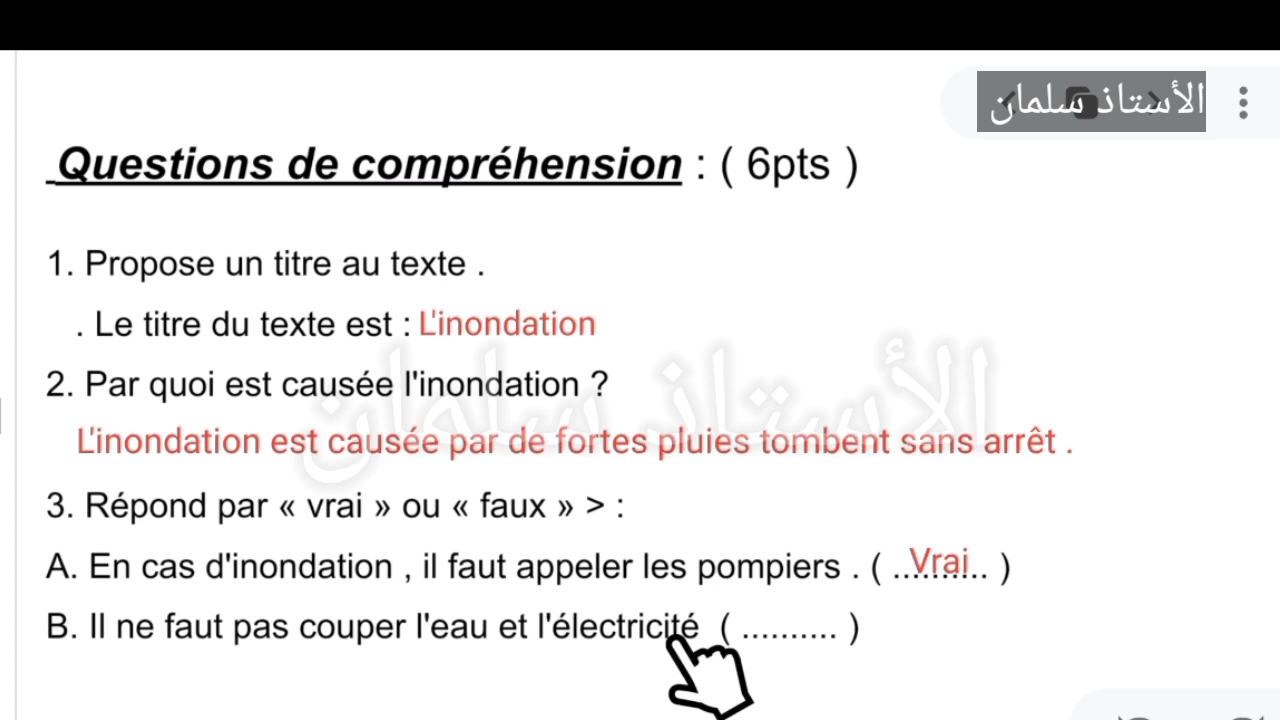 الأستاذ سلمان
Questions de compréhension : ( 6pts )
1. Propose un titre au texte .
. Le titre du texte est : L'inondation
2. Par quoi est causée l'inondation ?
الأستاذ سلمان
L'inondation est causée par de fortes pluies tombent sans arrêt .
3. Répond par « vrai » ou « faux » > :
A. En cas d'inondation , il faut appeler les pompiers . ( ...Vrai... )
B. Il ne faut pas couper l'eau et l'électricité ( .......... )